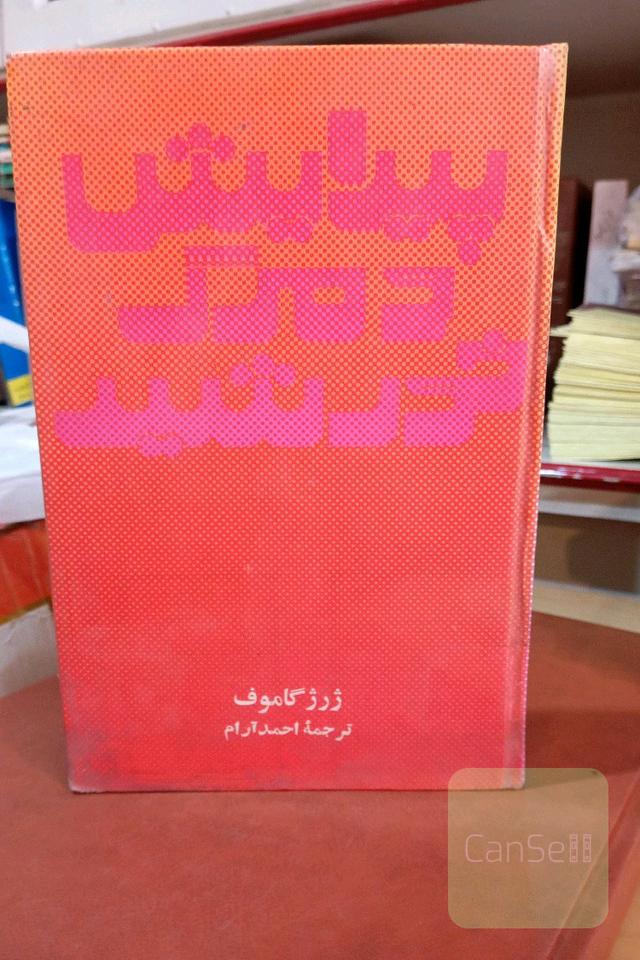 پیدایش
و مرگ
خورشید
ژرژ گاموف
ترجمهٔ احمد آرام
CanSell